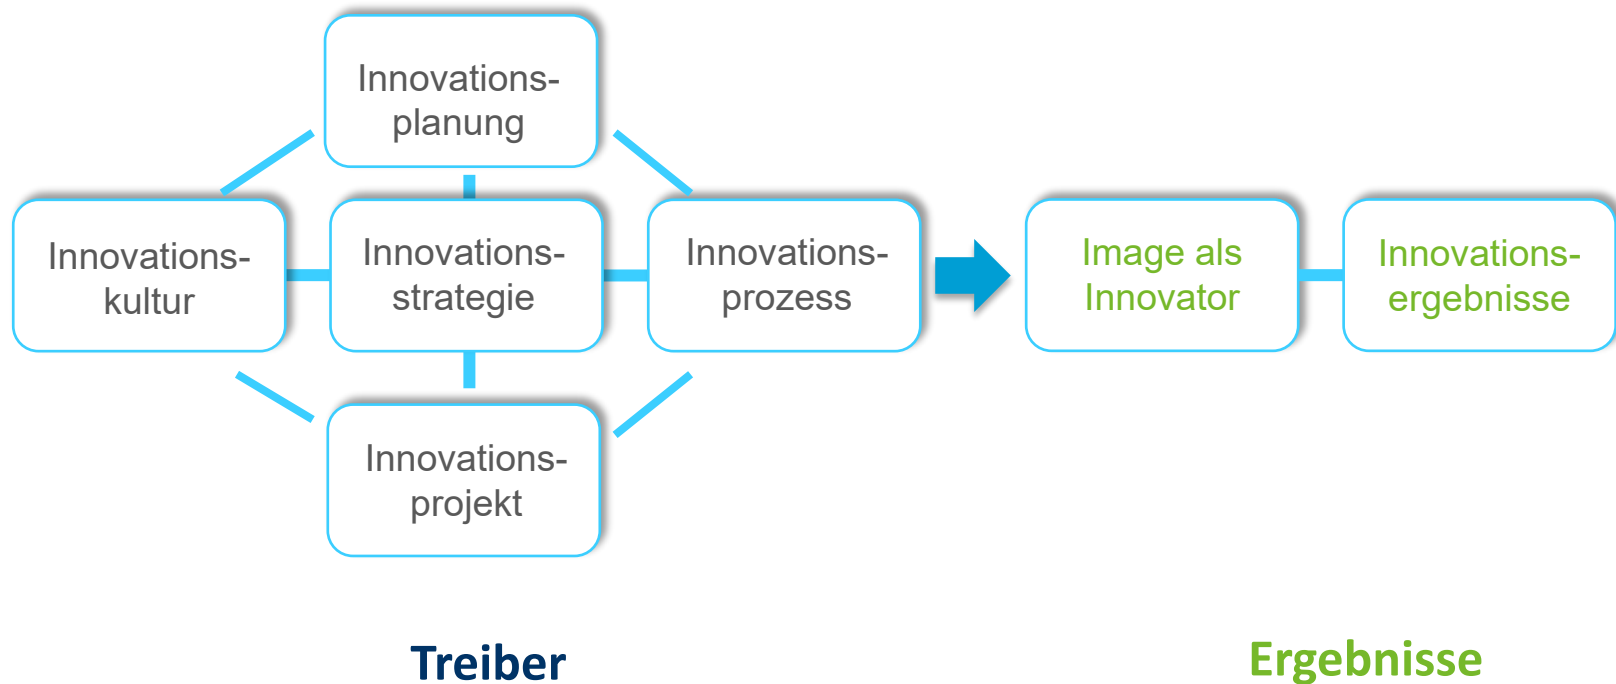 Innovations-
planung
Innovations-
kultur
Innovations-
strategie
Innovations-
prozess
Image als
Innovator
Innovations-
ergebnisse
Innovations-
projekt
Treiber
Ergebnisse